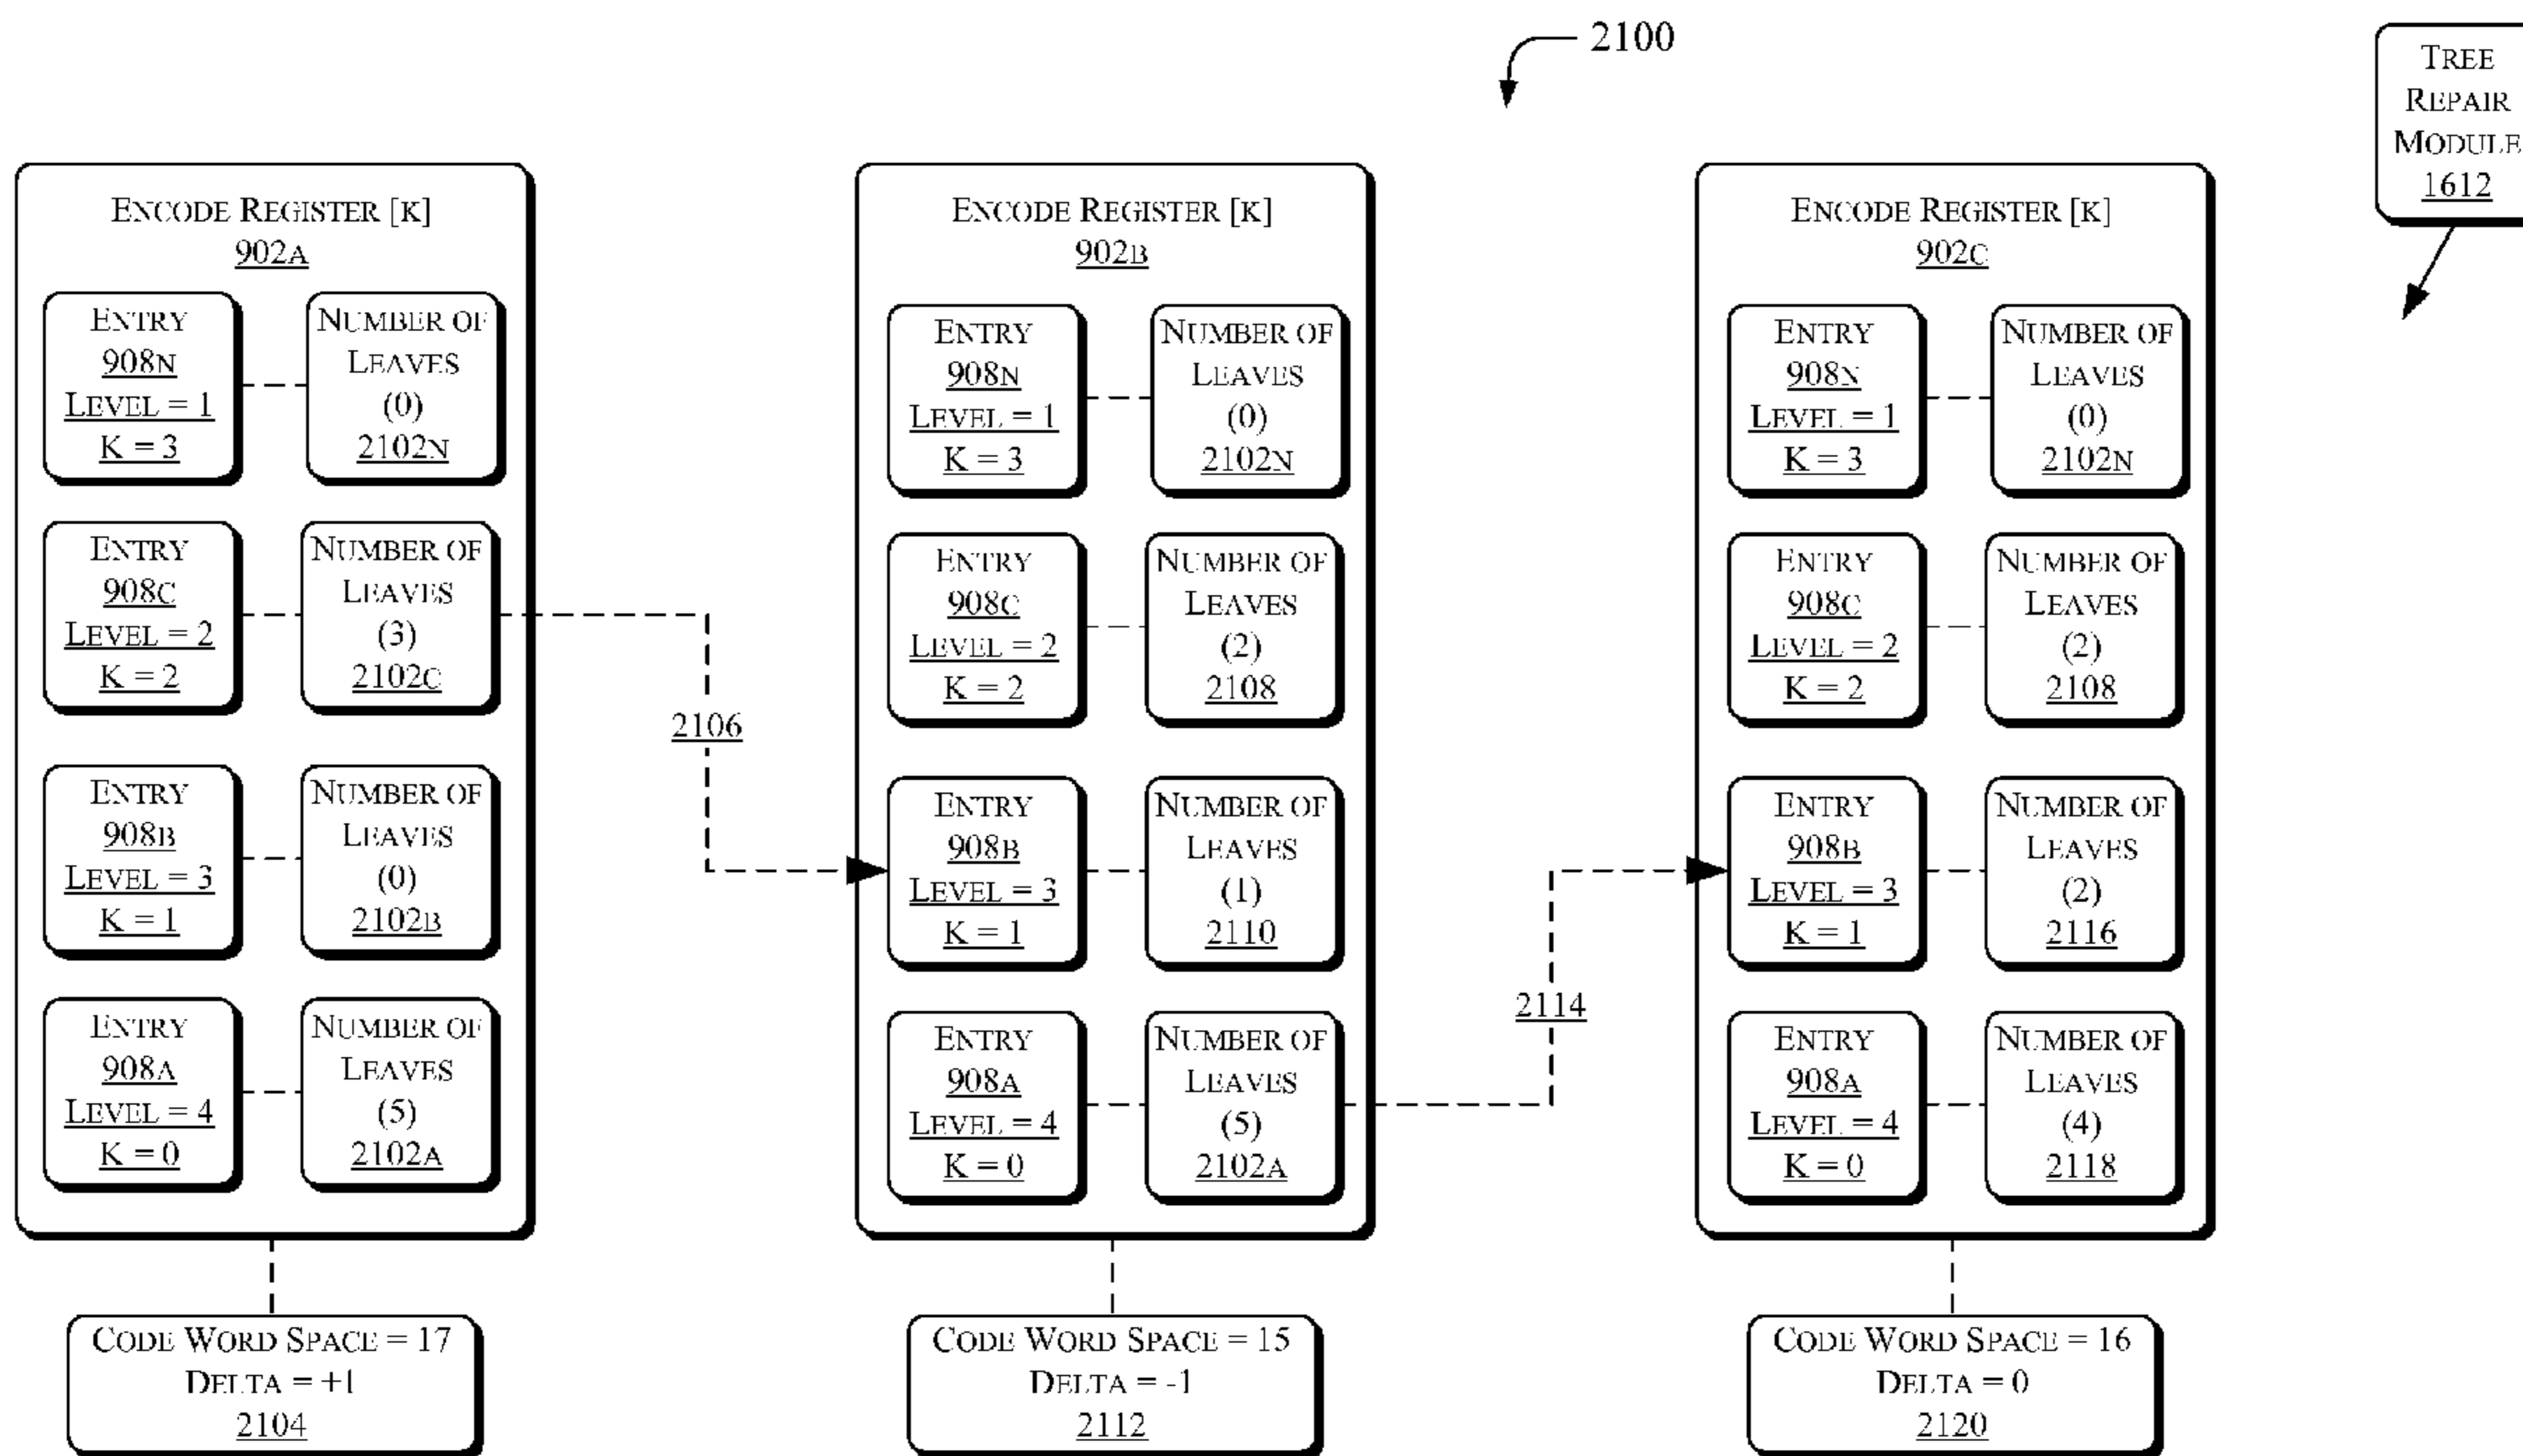 2100
TREE
REPAIR
MODULE
1612
ENCODE REGISTER [K]
902A
ENTRY
908N
LEVEL = 1
K = 3
NUMBER OF
LEAVES
(0)
2102N
ENTRY
908C
LEVEL = 2
K = 2
NUMBER OF
LEAVES
(3)
2102C
ENTRY
908B
LEVEL = 3
K = 1
NUMBER OF
LEAVES
(0)
2102B
ENTRY
908A
LEVEL = 4
K = 0
NUMBER OF
LEAVES
(5)
2102A
CODE WORD SPACE = 17
DELTA = +1
2104
2106
ENCODE REGISTER [K]
902B
ENTRY
908N
LEVEL = 1
K = 3
NUMBER OF
LEAVES
(0)
2102N
ENTRY
908C
LEVEL = 2
K = 2
NUMBER OF
LEAVES
(2)
2108
ENTRY
908B
LEVEL = 3
K = 1
NUMBER OF
LEAVES
(1)
2110
ENTRY
908A
LEVEL = 4
K = 0
NUMBER OF
LEAVES
(5)
2102A
CODE WORD SPACE = 15
DELTA = -1
2112
2114
ENCODE REGISTER [K]
902C
ENTRY
908N
LEVEL = 1
K = 3
NUMBER OF
LEAVES
(0)
2102N
ENTRY
908C
LEVEL = 2
K = 2
NUMBER OF
LEAVES
(2)
2108
ENTRY
908B
LEVEL = 3
K = 1
NUMBER OF
LEAVES
(2)
2116
ENTRY
908A
LEVEL = 4
K = 0
NUMBER OF
LEAVES
(4)
2118
CODE WORD SPACE = 16
DELTA = 0
2120